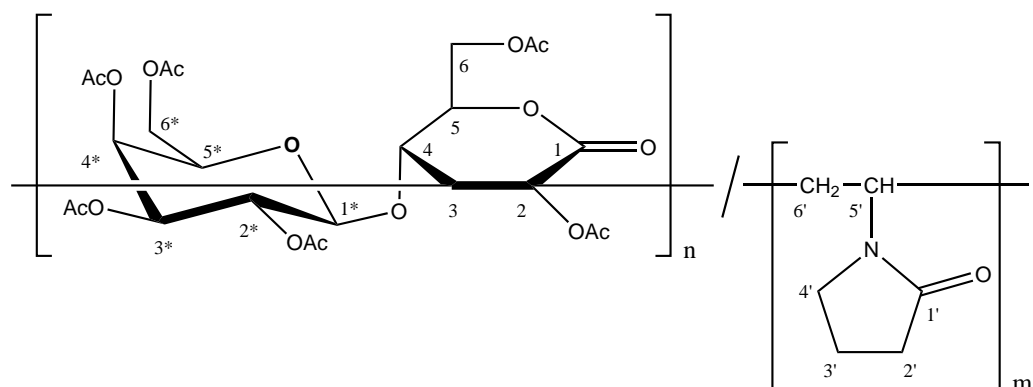 OAc
6
AcO
OAc
O
6*
5
O
5*
4
1
O
4*
CH2
CH
AcO
1*
O
3
2
6'
5'
2*
OAc
OAc
3*
n
N
O
4'
1'
3'
2'
m